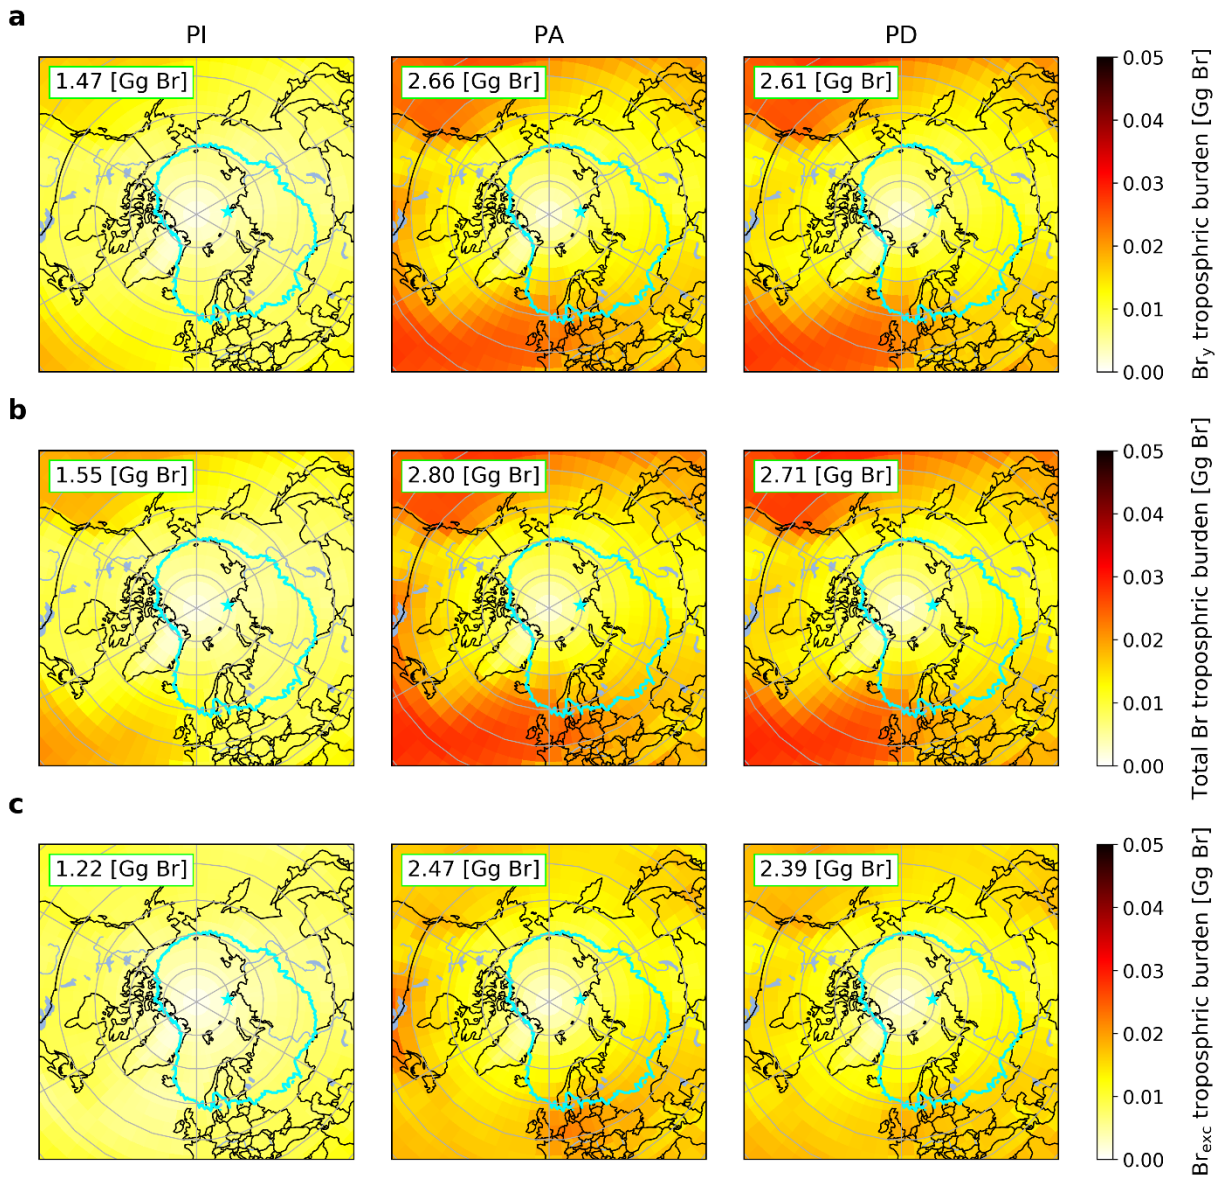 a
PI PA PD
1.47 [Gg Br] 2.66 [Gg Br] 2.61 [Gg Br]
0.05
0.04
0.03
0.02
0.01
0.00
Bry tropospheric burden [Gg Br]
b
1.55 [Gg Br] 2.80 [Gg Br] 2.71 [Gg Br]
0.05
0.04
0.03
0.02
0.01
0.00
Total Br troposphric burden [Gg Br]
c
1.22 [Gg Br] 2.47 [Gg Br] 2.39 [Gg Br]
0.05
0.04
0.03
0.02
0.01
0.00
Brexc troposphric burden [Gg Br]